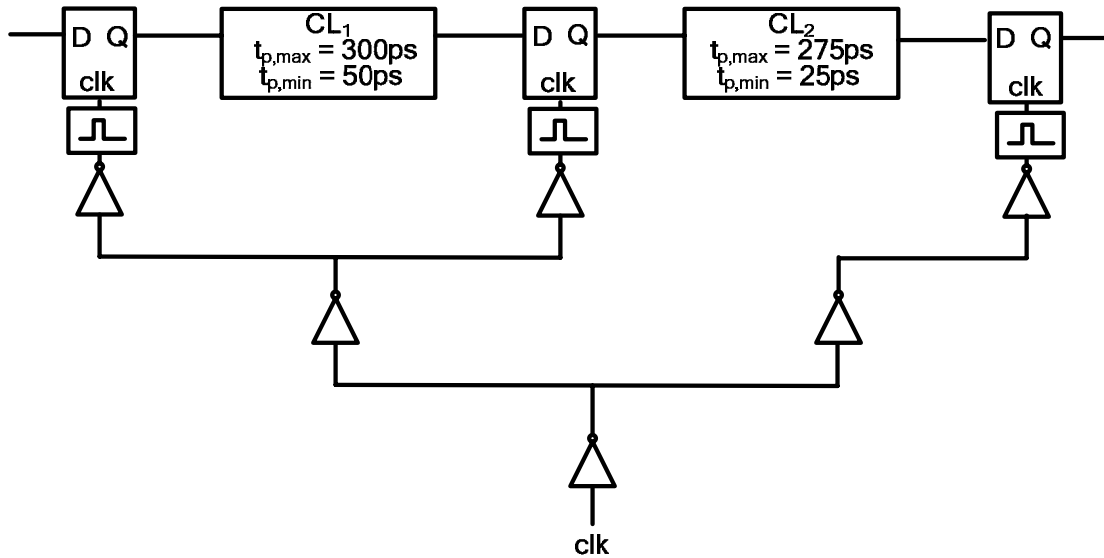 D Q
clk
CL₁
tp,max = 300ps
tp,min = 50ps
D Q
clk
CL₂
tp,max = 275ps
tp,min = 25ps
D Q
clk
clk